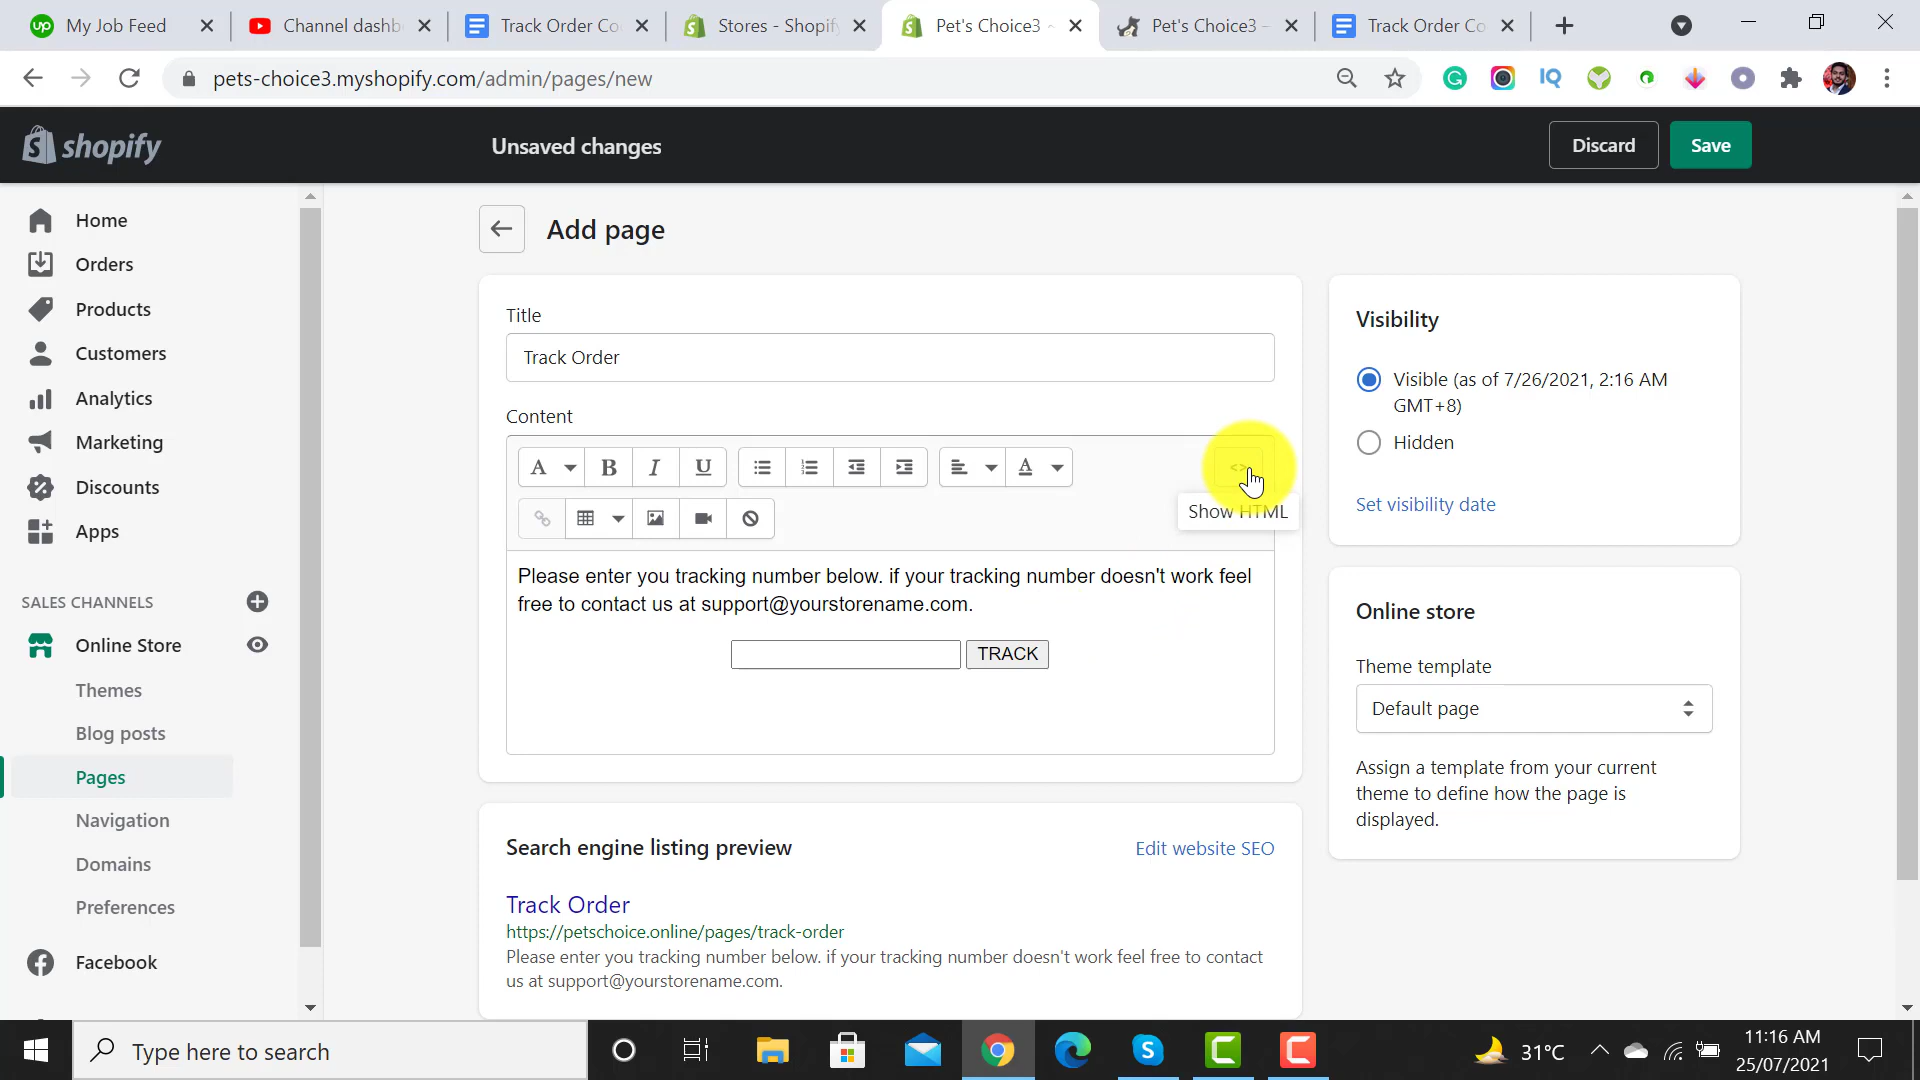 My Job Feed
Channel dashb
Track Order Co
Stores - Shopify
Pet's Choice3
Pet's Choice3 -
Track Order Co
pets-choice3.myshopify.com/admin/pages/new
shopify
Unsaved changes
Discard
Save
Home
Orders
Products
Customers
Analytics
Marketing
Discounts
Apps
SALES CHANNELS
Online Store
Themes
Blog posts
Pages
Navigation
Domains
Preferences
Facebook
Add page
Title
Track Order
Content
Show HTML
Please enter you tracking number below. if your tracking number doesn't work feel
free to contact us at support@yourstorename.com.
TRACK
Search engine listing preview
Edit website SEO
Track Order
https://petschoice.online/pages/track-order
Please enter you tracking number below. if your tracking number doesn't work feel free to contact
us at support@yourstorename.com.
Visibility
Visible (as of 7/26/2021, 2:16 AM
GMT+8)
Hidden
Set visibility date
Online store
Theme template
Default page
Assign a template from your current
theme to define how the page is
displayed.
Type here to search
31°C
11:16 AM
25/07/2021